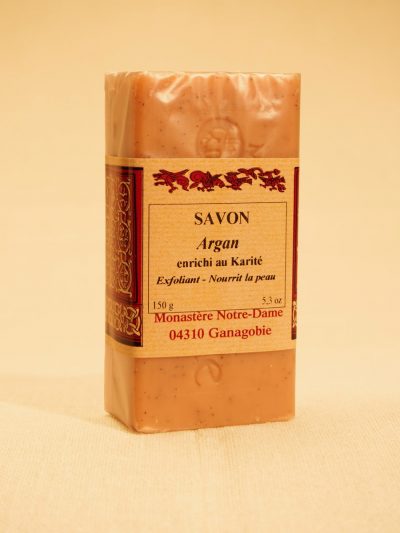 SAVON
Argan
enrichi au Karité
Exfoliant - Nourrit la peau
150 g 5,3 oz
Monastère Notre-Dame
04310 Ganagobie